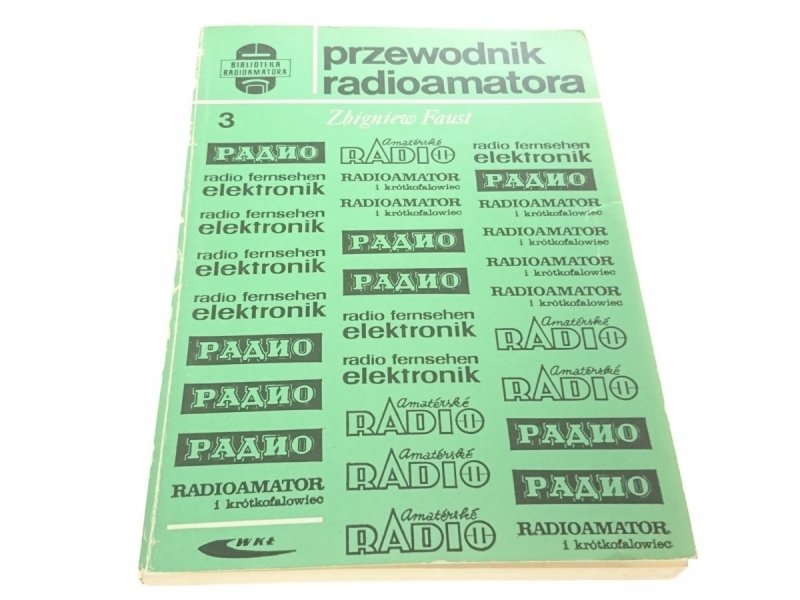 BIBLIOTEKA
RADIOAMATORA
przewodnik
radioamatora
3
Zbigniew Faust
РАДИО
radio fernsehen
elektronik
radio fernsehen
elektronik
radio fernsehen
elektronik
radio fernsehen
elektronik
РАДИО
РАДИО
РАДИО
RADIOAMATOR
i krótkofalowiec
WKŁ
Amatérské
RADIO
RADIOAMATOR
i krótkofalowiec
RADIOAMATOR
i krótkofalowiec
РАДИО
РАДИО
radio fernsehen
elektronik
radio fernsehen
elektronik
Amatérské
RADIO
Amatérské
RADIO
Amatérské
RADIO
radio fernsehen
elektronik
РАДИО
RADIOAMATOR
i krótkofalowiec
RADIOAMATOR
i krótkofalowiec
RADIOAMATOR
i krótkofalowiec
RADIOAMATOR
i krótkofalowiec
Amatérské
RADIO
Amatérské
RADIO
РАДИО
РАДИО
RADIOAMATOR
i krótkofalowiec